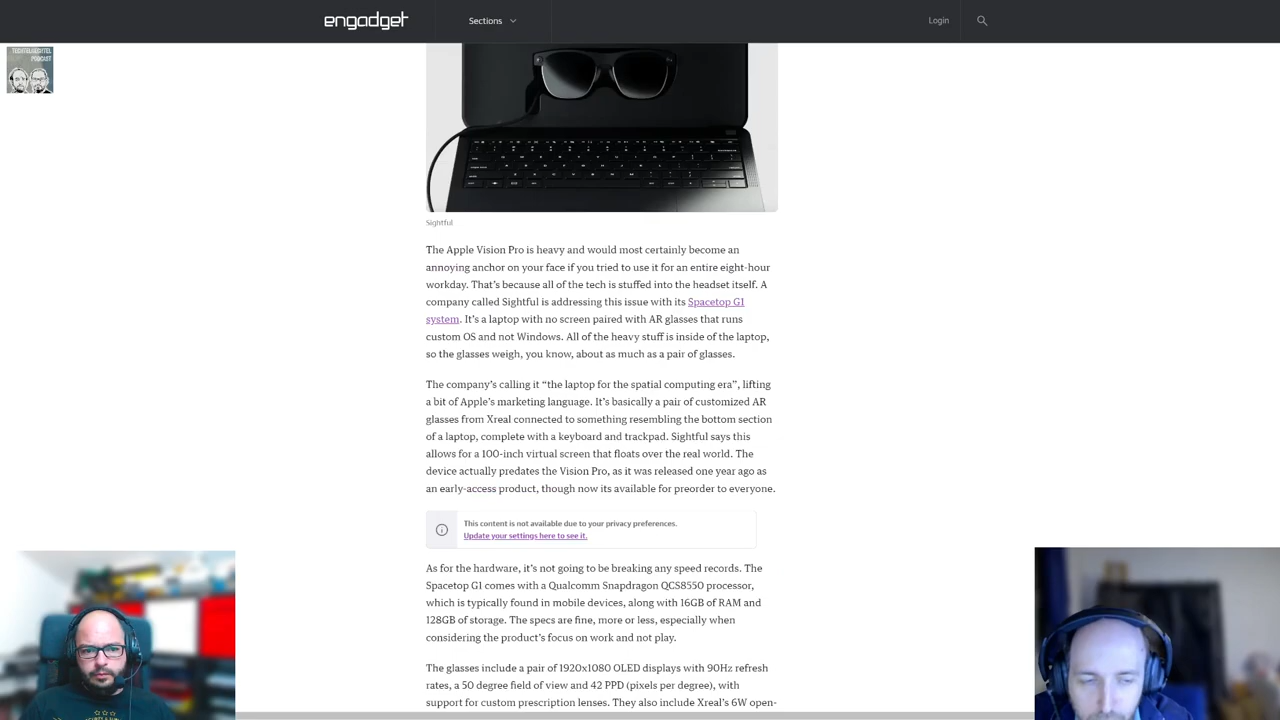 engadget
Sections
Login
TECHTELMECHTEL
PODCAST
Sightful
The Apple Vision Pro is heavy and would most certainly become an
annoying anchor on your face if you tried to use it for an entire eight-hour
workday. That’s because all of the tech is stuffed into the headset itself. A
company called Sightful is addressing this issue with its Spacetop G1
system. It’s a laptop with no screen paired with AR glasses that runs
custom OS and not Windows. All of the heavy stuff is inside of the laptop,
so the glasses weigh, you know, about as much as a pair of glasses.
The company’s calling it “the laptop for the spatial computing era”, lifting
a bit of Apple’s marketing language. It’s basically a pair of customized AR
glasses from Xreal connected to something resembling the bottom section
of a laptop, complete with a keyboard and trackpad. Sightful says this
allows for a 100-inch virtual screen that floats over the real world. The
device actually predates the Vision Pro, as it was released one year ago as
an early-access product, though now its available for preorder to everyone.
This content is not available due to your privacy preferences.
Update your settings here to see it.
As for the hardware, it’s not going to be breaking any speed records. The
Spacetop G1 comes with a Qualcomm Snapdragon QCS8550 processor,
which is typically found in mobile devices, along with 16GB of RAM and
128GB of storage. The specs are fine, more or less, especially when
considering the product’s focus on work and not play.
The glasses include a pair of 1920x1080 OLED displays with 90Hz refresh
rates, a 50 degree field of view and 42 PPD (pixels per degree), with
support for custom prescription lenses. They also include Xreal’s 6W open-